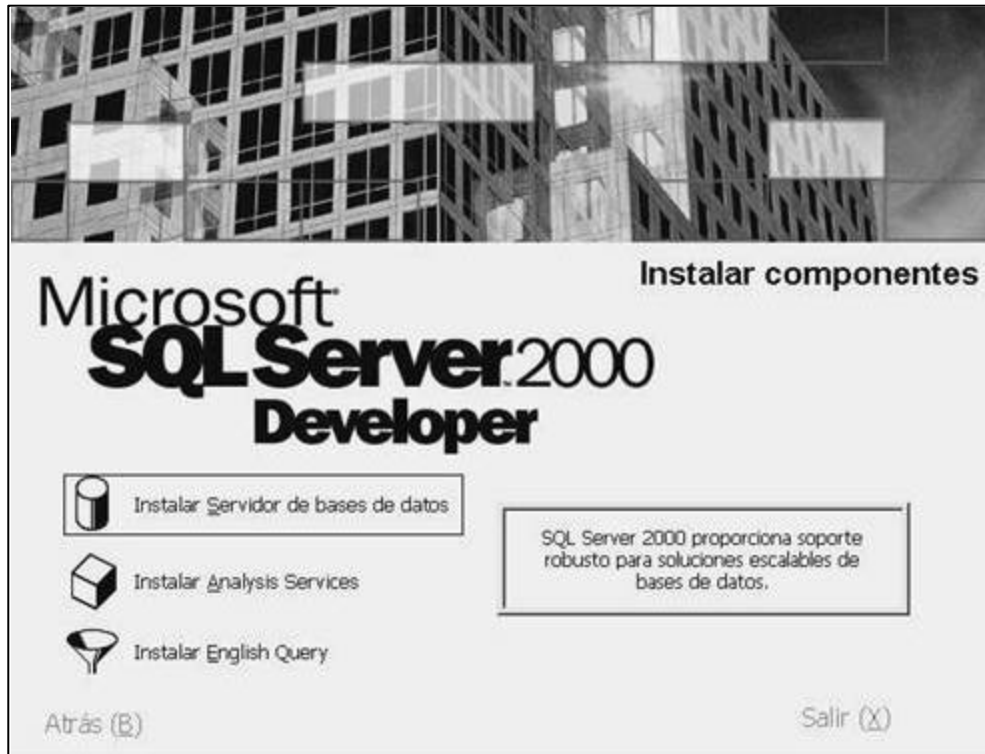 Instalar componentes
Microsoft
SQL Server 2000
Developer
Instalar Servidor de bases de datos
SQL Server 2000 proporciona soporte
robusto para soluciones escalables de
bases de datos.
Instalar Analysis Services
Instalar English Query
Atrás (B)
Salir (X)